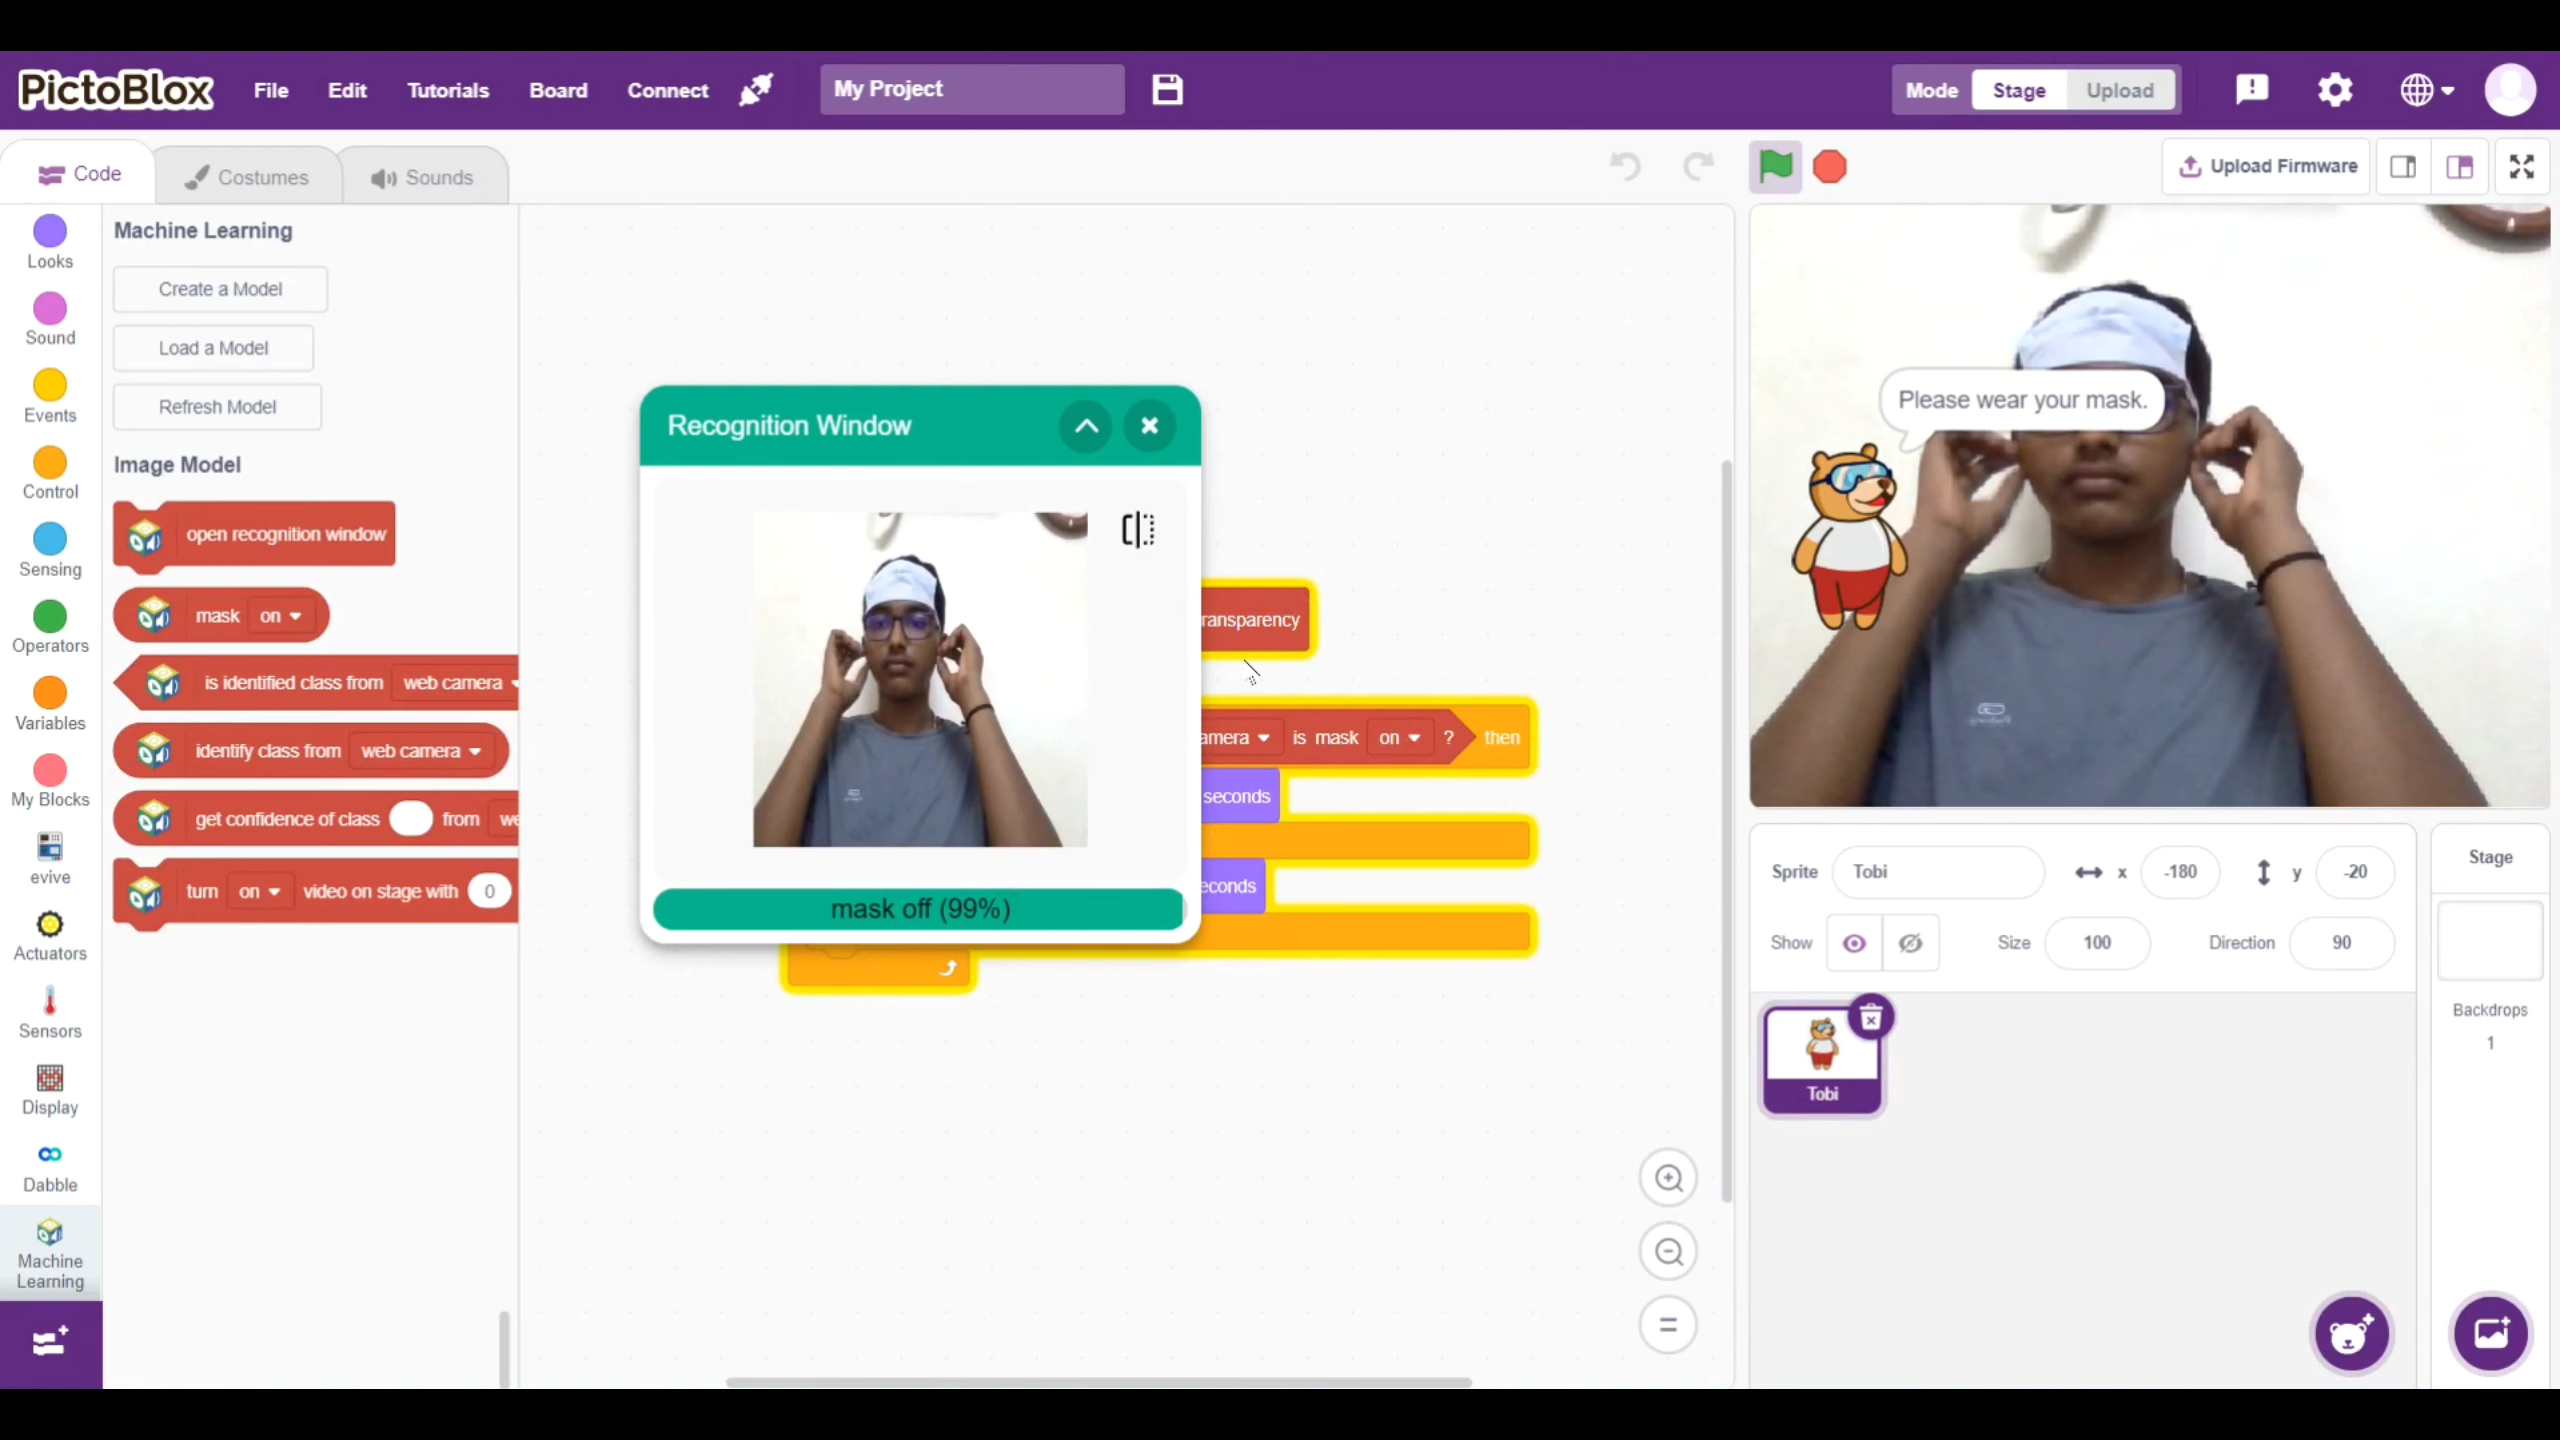 PictoBlox
File
Edit
Tutorials
Board
Connect
My Project
Mode
Stage
Upload
Code
Costumes
Sounds
Upload Firmware
Looks
Sound
Events
Control
Sensing
Operators
Variables
My Blocks
evive
Actuators
Sensors
Display
Dabble
Machine
Learning
Machine Learning
Create a Model
Load a Model
Refresh Model
Image Model
open recognition window
mask on
is identified class from web camera
identify class from web camera
get confidence of class from we
turn on video on stage with 0
Recognition Window
mask off (99%)
ransparency
amera is mask on ? then
seconds
econds
Please wear your mask.
Sprite Tobi x -180 y -20
Show Size 100 Direction 90
Tobi
Stage
Backdrops
1